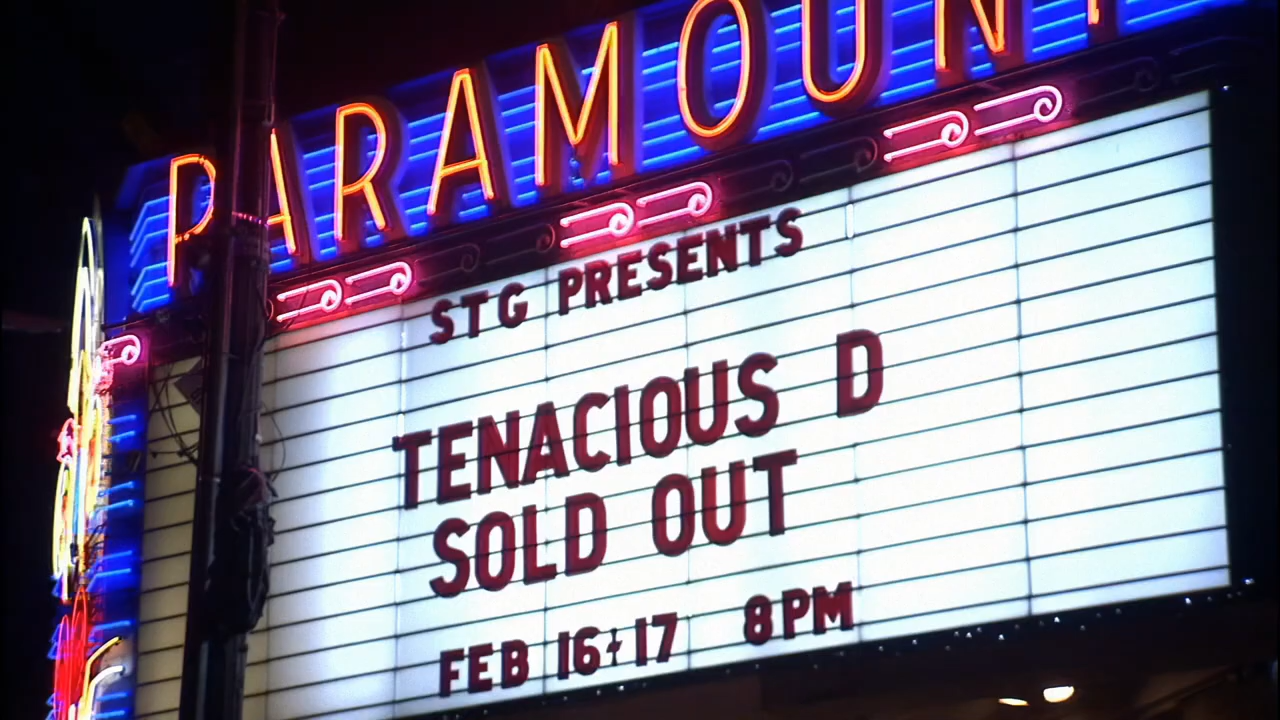 PARAMOUNT
STG PRESENTS
TENACIOUS D
SOLD OUT
FEB 16+17 8PM